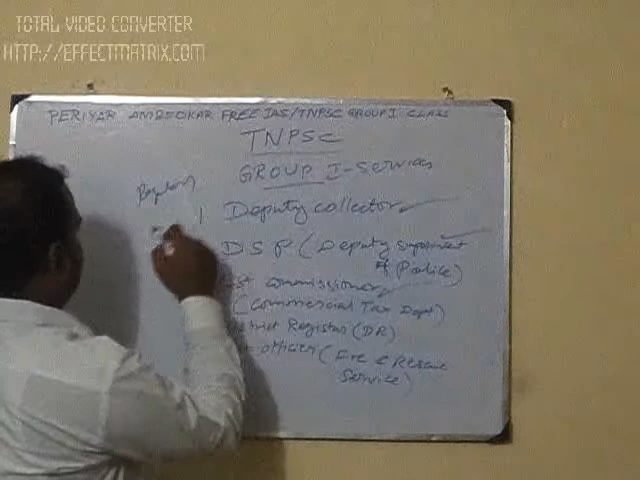 TOTAL VIDEO CONVERTER
HTTP://EFFECTMATRIX.COM
PERIYAR AMBEDKAR FREE IAS/TNPSC GROUP I CLASS
TNPSC
GROUP I-Services
1 Deputy collector
DSP (Deputy
of Police)
commissioner
(Commercial Tax Dept)
Registrar (DR)
officer (Fire & Rescue
Service)